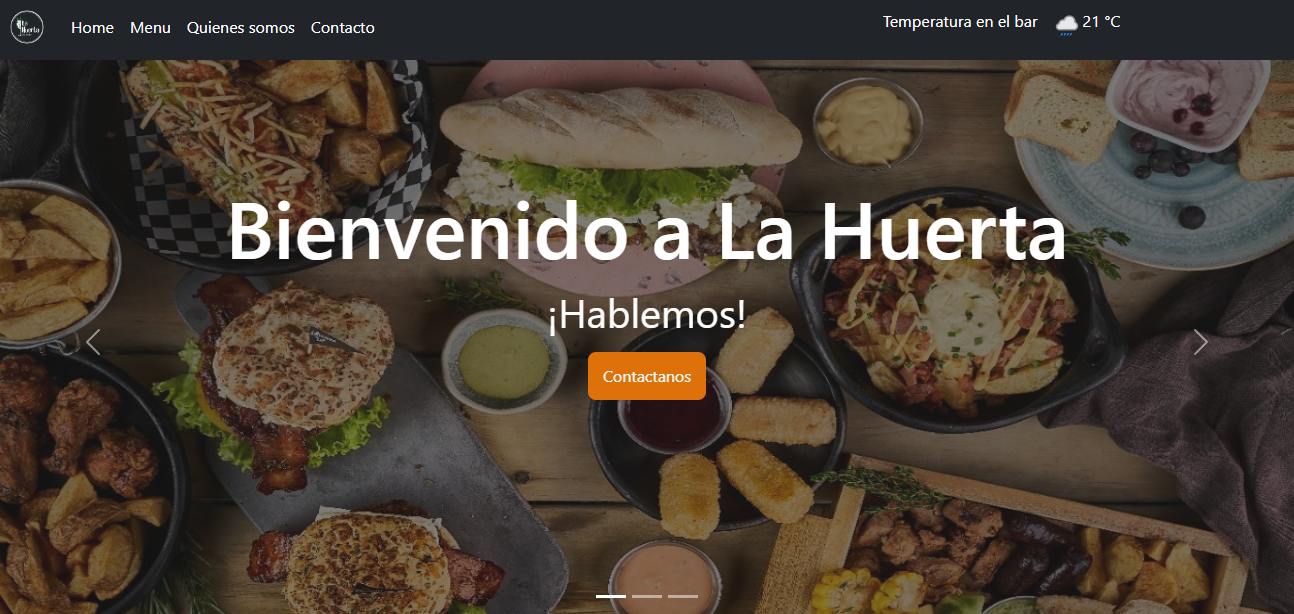 La Huerta
Home Menu Quienes somos Contacto
Temperatura en el bar 21 °C
Bienvenido a La Huerta
¡Hablemos!
Contactanos